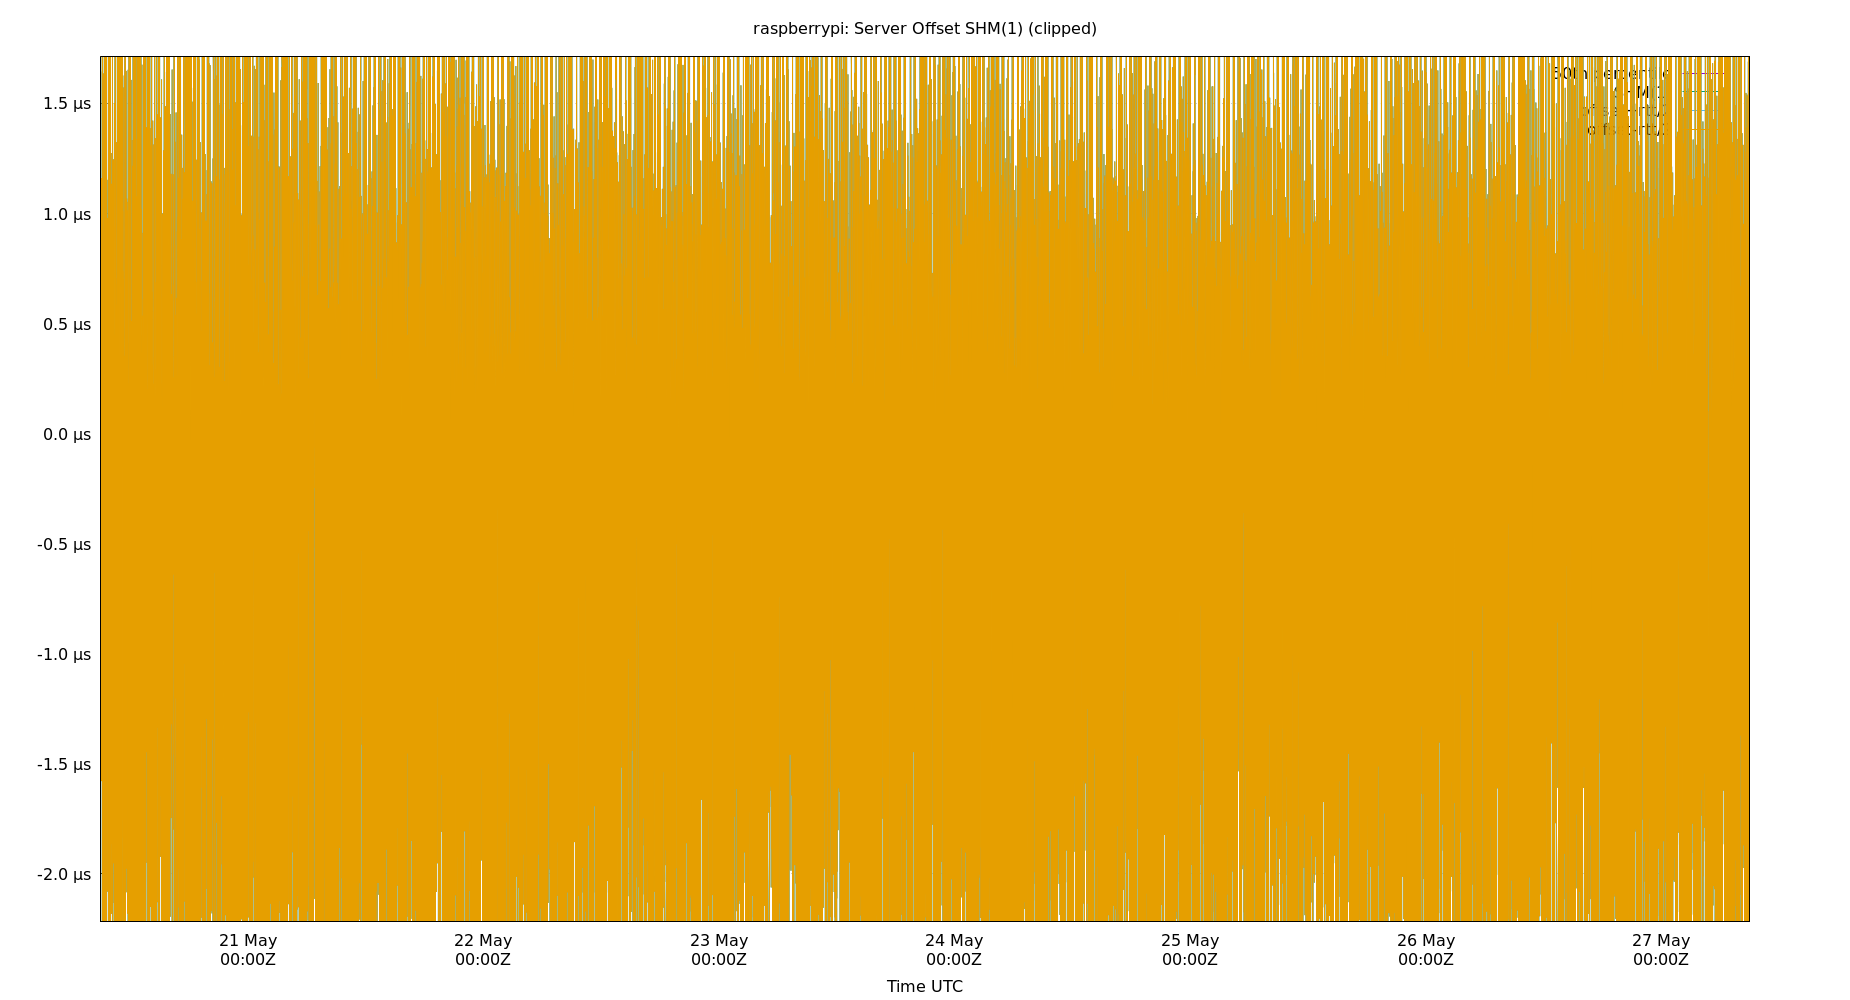 raspberrypi: Server Offset SHM(1) (clipped)
1.5 µs
1.0 µs
0.5 µs
0.0 µs
-0.5 µs
-1.0 µs
-1.5 µs
-2.0 µs
21 May
00:00Z
22 May
00:00Z
23 May
00:00Z
24 May
00:00Z
25 May
00:00Z
26 May
00:00Z
27 May
00:00Z
Time UTC